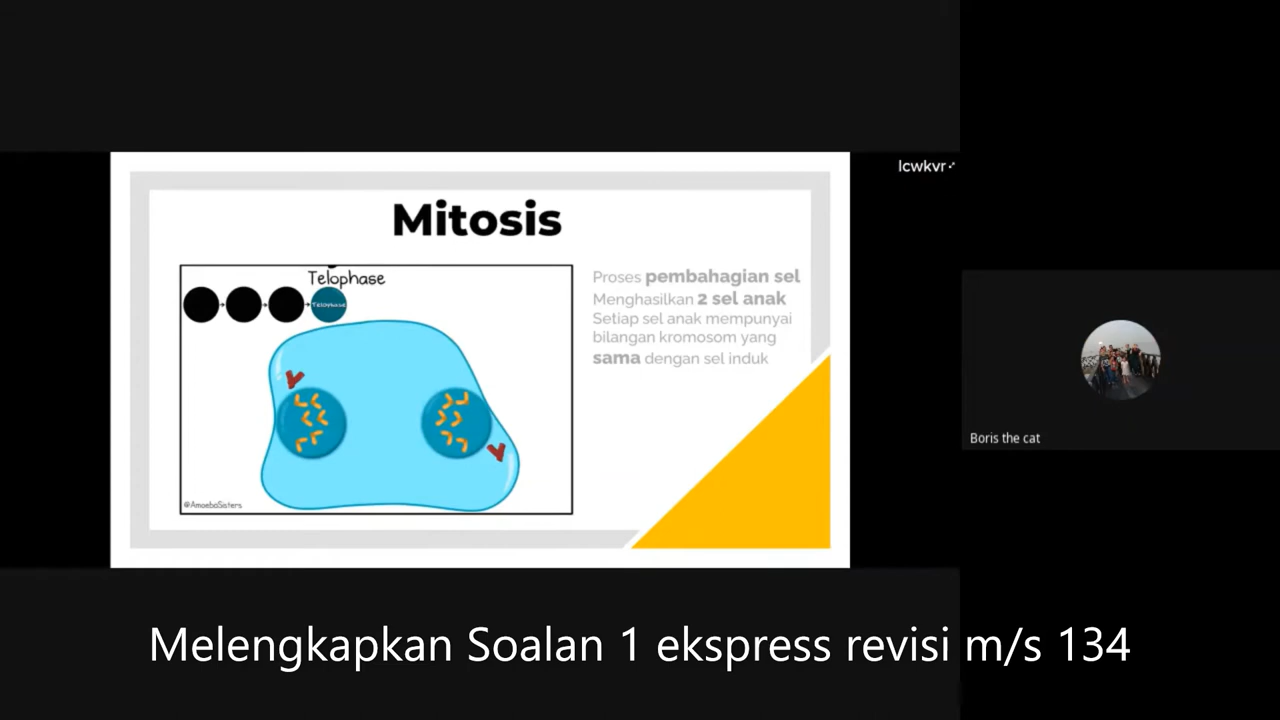 lcwkvr
Mitosis
Telophase
TELOPHASE
@AmoebaSisters
Proses pembahagian sel
Menghasilkan 2 sel anak
Setiap sel anak mempunyai
bilangan kromosom yang
sama dengan sel induk
Boris the cat
Melengkapkan Soalan 1 ekspress revisi m/s 134